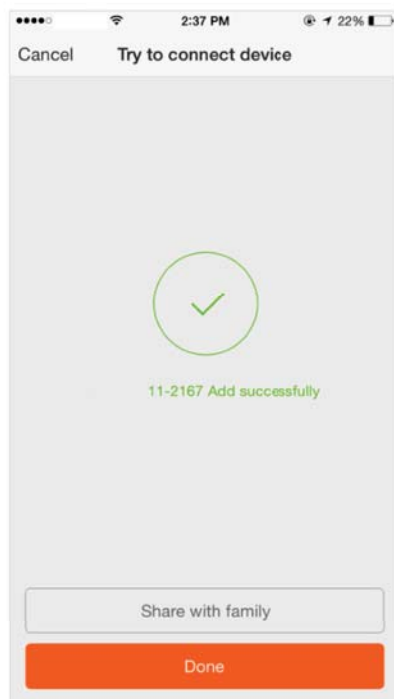 2:37 PM 22%
Cancel Try to connect device
11-2167 Add successfully
Share with family
Done